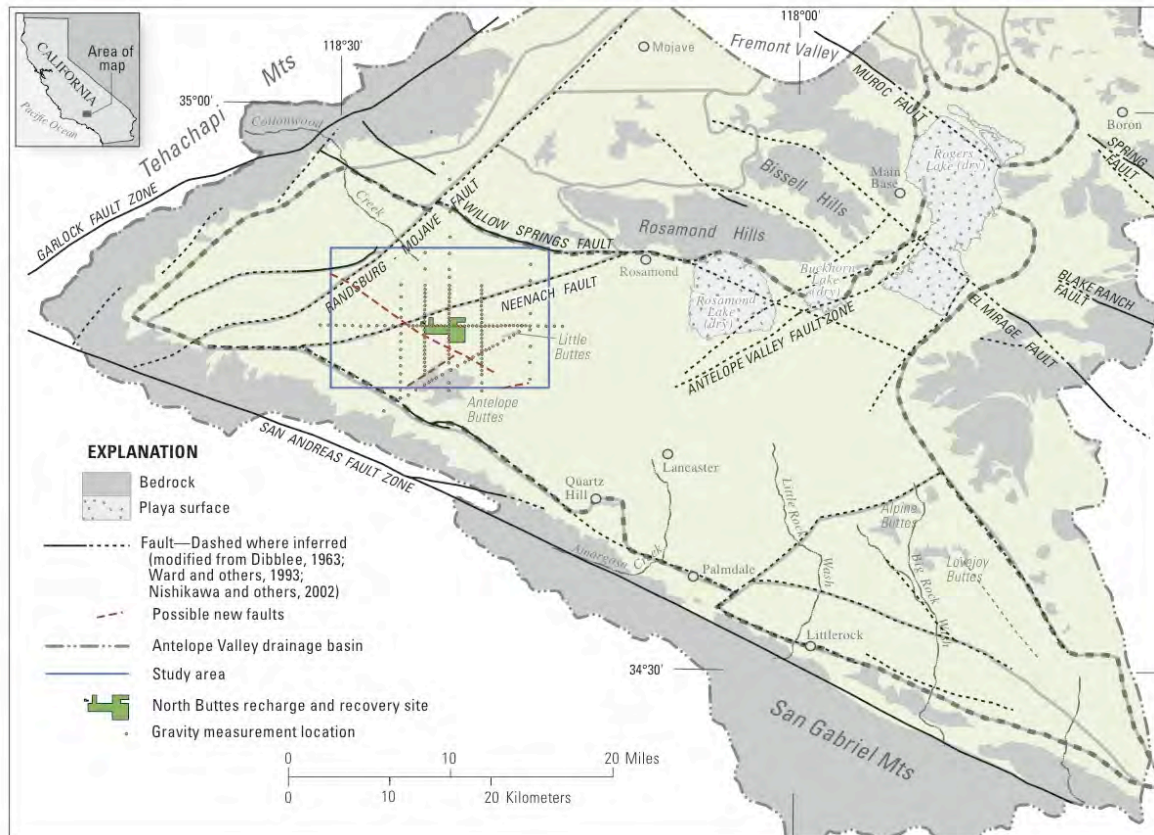 CALIFORNIA
Area of
map
Pacific Ocean
118°30'
118°00'
35°00'
34°30'
Tehachapi Mts
Cottonwood
Creek
Mojave
Fremont Valley
MUROC FAULT
Boron
SPRING
FAULT
Rogers
Lake (dry)
Main
Base
Bissell
Hills
Rosamond Hills
GARLOCK FAULT ZONE
RANDSBURG MOJAVE FAULT
WILLOW SPRINGS FAULT
Rosamond
NEENACH FAULT
Rosamond
Lake
(dry)
Buckhorn
Lake
(dry)
ANTELOPE VALLEY FAULT ZONE
EL MIRAGE FAULT
BLAKE RANCH
FAULT
Little
Buttes
Antelope
Buttes
SAN ANDREAS FAULT ZONE
Lancaster
Quartz
Hill
Amargosa Creek
Palmdale
Little Rock
Wash
Alpine
Buttes
Big Rock
Wash
Lovejoy
Buttes
Littlerock
San Gabriel Mts
EXPLANATION
Bedrock
Playa surface
Fault—Dashed where inferred
(modified from Dibblee, 1963;
Ward and others, 1993;
Nishikawa and others, 2002)
Possible new faults
Antelope Valley drainage basin
Study area
North Buttes recharge and recovery site
Gravity measurement location
0 10 20 Miles
0 10 20 Kilometers